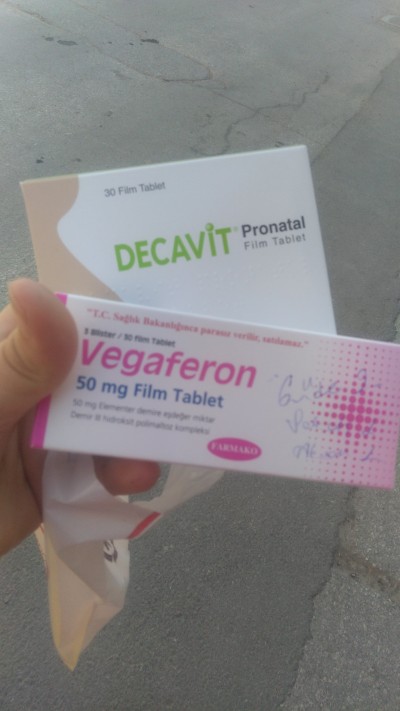 30 Film Tablet
DECAVİT® Pronatal
Film Tablet
"T.C. Sağlık Bakanlığınca parasız verilir, satılamaz."
3 Blister / 30 film Tablet
Vegaferon
50 mg Film Tablet
50 mg Elementer demire eşdeğer miktar
Demir III hidroksit polimaltoz kompleksi
FARMAKO